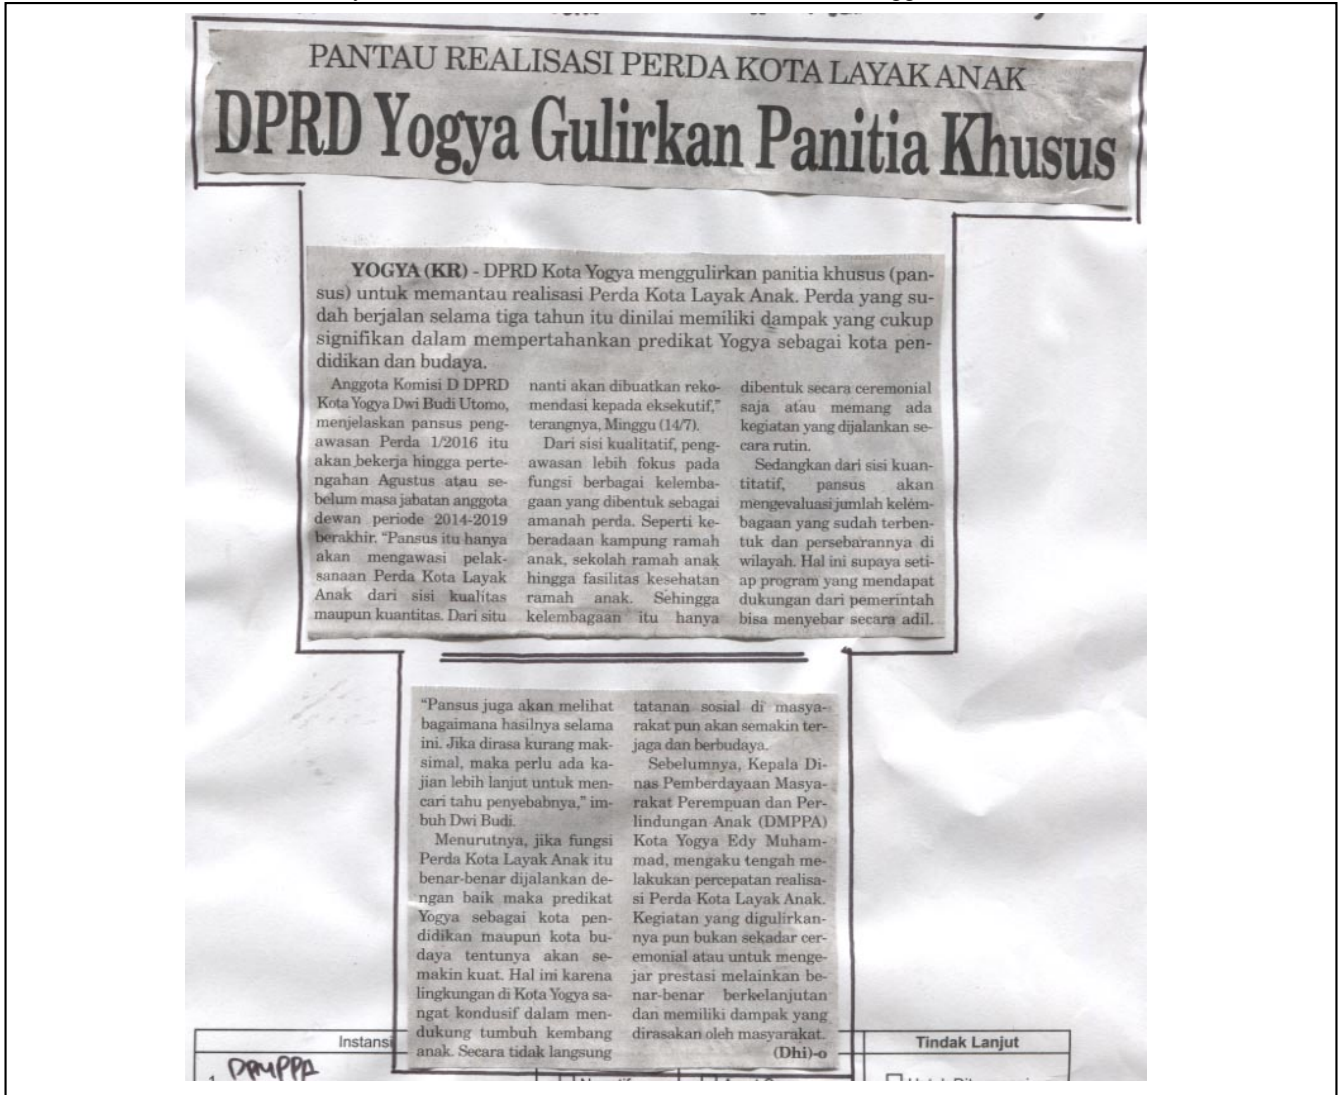 PANTAU REALISASI PERDA KOTA LAYAK ANAK
DPRD Yogya Gulirkan Panitia Khusus
YOGYA (KR) - DPRD Kota Yogya menggulirkan panitia khusus (pan-
sus) untuk memantau realisasi Perda Kota Layak Anak. Perda yang su-
dah berjalan selama tiga tahun itu dinilai memiliki dampak yang cukup
signifikan dalam mempertahankan predikat Yogya sebagai kota pen-
didikan dan budaya.
Anggota Komisi D DPRD
Kota Yogya Dwi Budi Utomo,
menjelaskan pansus peng-
awasan Perda 1/2016 itu
akan bekerja hingga perte-
ngahan Agustus atau se-
belum masa jabatan anggota
dewan periode 2014-2019
berakhir. "Pansus itu hanya
akan mengawasi pelak-
sanaan Perda Kota Layak
Anak dari sisi kualitas
maupun kuantitas. Dari situ
nanti akan dibuatkan reko-
mendasi kepada eksekutif,"
terangnya, Minggu (14/7).
Dari sisi kualitatif, peng-
awasan lebih fokus pada
fungsi berbagai kelemba-
gaan yang dibentuk sebagai
amanah perda. Seperti ke-
beradaan kampung ramah
anak, sekolah ramah anak
hingga fasilitas kesehatan
ramah anak. Sehingga
kelembagaan itu hanya
dibentuk secara ceremonial
saja atau memang ada
kegiatan yang dijalankan se-
cara rutin.
Sedangkan dari sisi kuan-
titatif, pansus akan
mengevaluasi jumlah kelem-
bagaan yang sudah terben-
tuk dan persebarannya di
wilayah. Hal ini supaya seti-
ap program yang mendapat
dukungan dari pemerintah
bisa menyebar secara adil.
"Pansus juga akan melihat
bagaimana hasilnya selama
ini. Jika dirasa kurang mak-
simal, maka perlu ada ka-
jian lebih lanjut untuk men-
cari tahu penyebabnya," im-
buh Dwi Budi.
Menurutnya, jika fungsi
Perda Kota Layak Anak itu
benar-benar dijalankan de-
ngan baik maka predikat
Yogya sebagai kota pen-
didikan maupun kota bu-
daya tentunya akan se-
makin kuat. Hal ini karena
lingkungan di Kota Yogya sa-
ngat kondusif dalam men-
dukung tumbuh kembang
anak. Secara tidak langsung
tatanan sosial di masya-
rakat pun akan semakin ter-
jaga dan berbudaya.
Sebelumnya, Kepala Di-
nas Pemberdayaan Masya-
rakat Perempuan dan Per-
lindungan Anak (DMPPA)
Kota Yogya Edy Muham-
mad, mengaku tengah me-
lakukan percepatan realisa-
si Perda Kota Layak Anak.
Kegiatan yang digulirkan-
nya pun bukan sekadar cer-
emonial atau untuk menge-
jar prestasi melainkan be-
nar-benar berkelanjutan
dan memiliki dampak yang
dirasakan oleh masyarakat.
(Dhi)-o
Instansi
Tindak Lanjut
DPMPPA